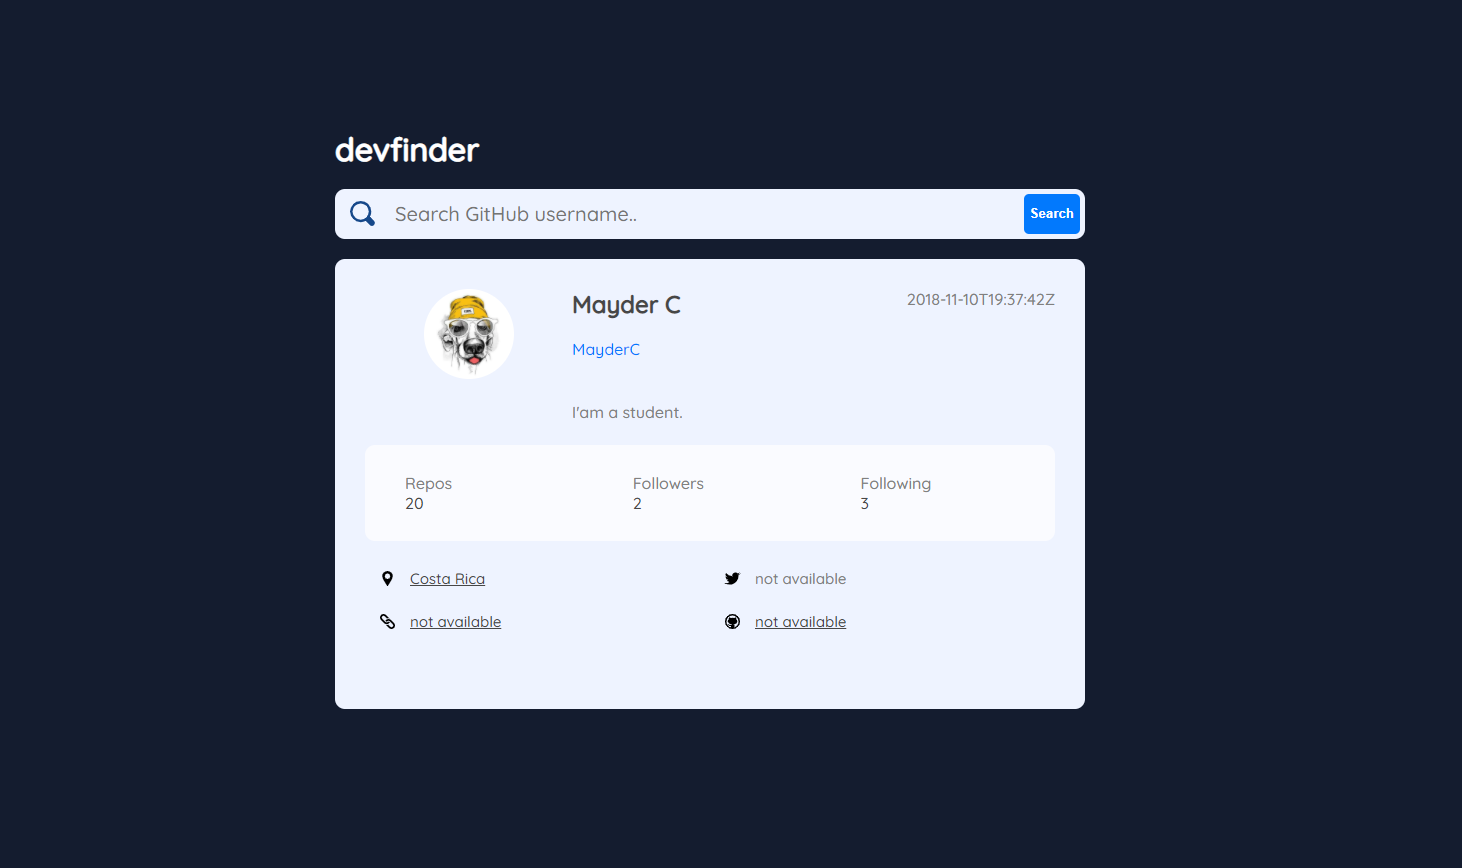 devfinder
Search GitHub username..
Search
Mayder C
2018-11-10T19:37:42Z
MayderC
I'am a student.
Repos
Followers
Following
20
2
3
Costa Rica
not available
not available
not available